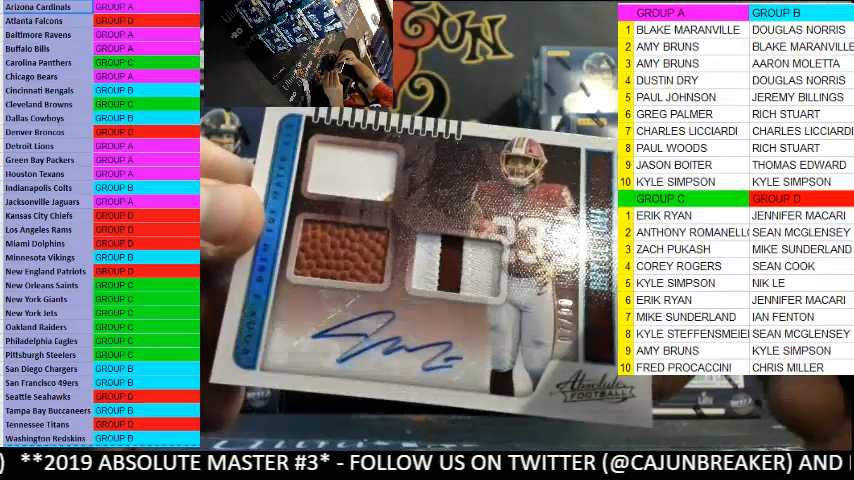 Arizona Cardinals GROUP A
Atlanta Falcons GROUP D
Baltimore Ravens GROUP A
Buffalo Bills GROUP A
Carolina Panthers GROUP C
Chicago Bears GROUP A
Cincinnati Bengals GROUP B
Cleveland Browns GROUP C
Dallas Cowboys GROUP B
Denver Broncos GROUP D
Detroit Lions GROUP A
Green Bay Packers GROUP A
Houston Texans GROUP A
Indianapolis Colts GROUP B
Jacksonville Jaguars GROUP A
Kansas City Chiefs GROUP D
Los Angeles Rams GROUP D
Miami Dolphins GROUP D
Minnesota Vikings GROUP B
New England Patriots GROUP D
New Orleans Saints GROUP C
New York Giants GROUP C
New York Jets GROUP C
Oakland Raiders GROUP C
Philadelphia Eagles GROUP C
Pittsburgh Steelers GROUP C
San Diego Chargers GROUP B
San Francisco 49ers GROUP B
Seattle Seahawks GROUP D
Tampa Bay Buccaneers GROUP B
Tennessee Titans GROUP D
Washington Redskins GROUP B
GUN
Absolute
FOOTBALL
GROUP A GROUP B
1 BLAKE MARANVILLE DOUGLAS NORRIS
2 AMY BRUNS BLAKE MARANVILLE
3 AMY BRUNS AARON MOLETTA
4 DUSTIN DRY DOUGLAS NORRIS
5 PAUL JOHNSON JEREMY BILLINGS
6 GREG PALMER RICH STUART
7 CHARLES LICCIARDI CHARLES LICCIARDI
8 PAUL WOODS RICH STUART
9 JASON BOITER THOMAS EDWARD
10 KYLE SIMPSON KYLE SIMPSON
GROUP C GROUP D
1 ERIK RYAN JENNIFER MACARI
2 ANTHONY ROMANELLO SEAN MCGLENSEY
3 ZACH PUKASH MIKE SUNDERLAND
4 COREY ROGERS SEAN COOK
5 KYLE SIMPSON NIK LE
6 ERIK RYAN JENNIFER MACARI
7 MIKE SUNDERLAND IAN FENTON
8 KYLE STEFFENSMEIE SEAN MCGLENSEY
9 AMY BRUNS KYLE SIMPSON
10 FRED PROCACCINI CHRIS MILLER
) **2019 ABSOLUTE MASTER #3* - FOLLOW US ON TWITTER (@CAJUNBREAKER) AND